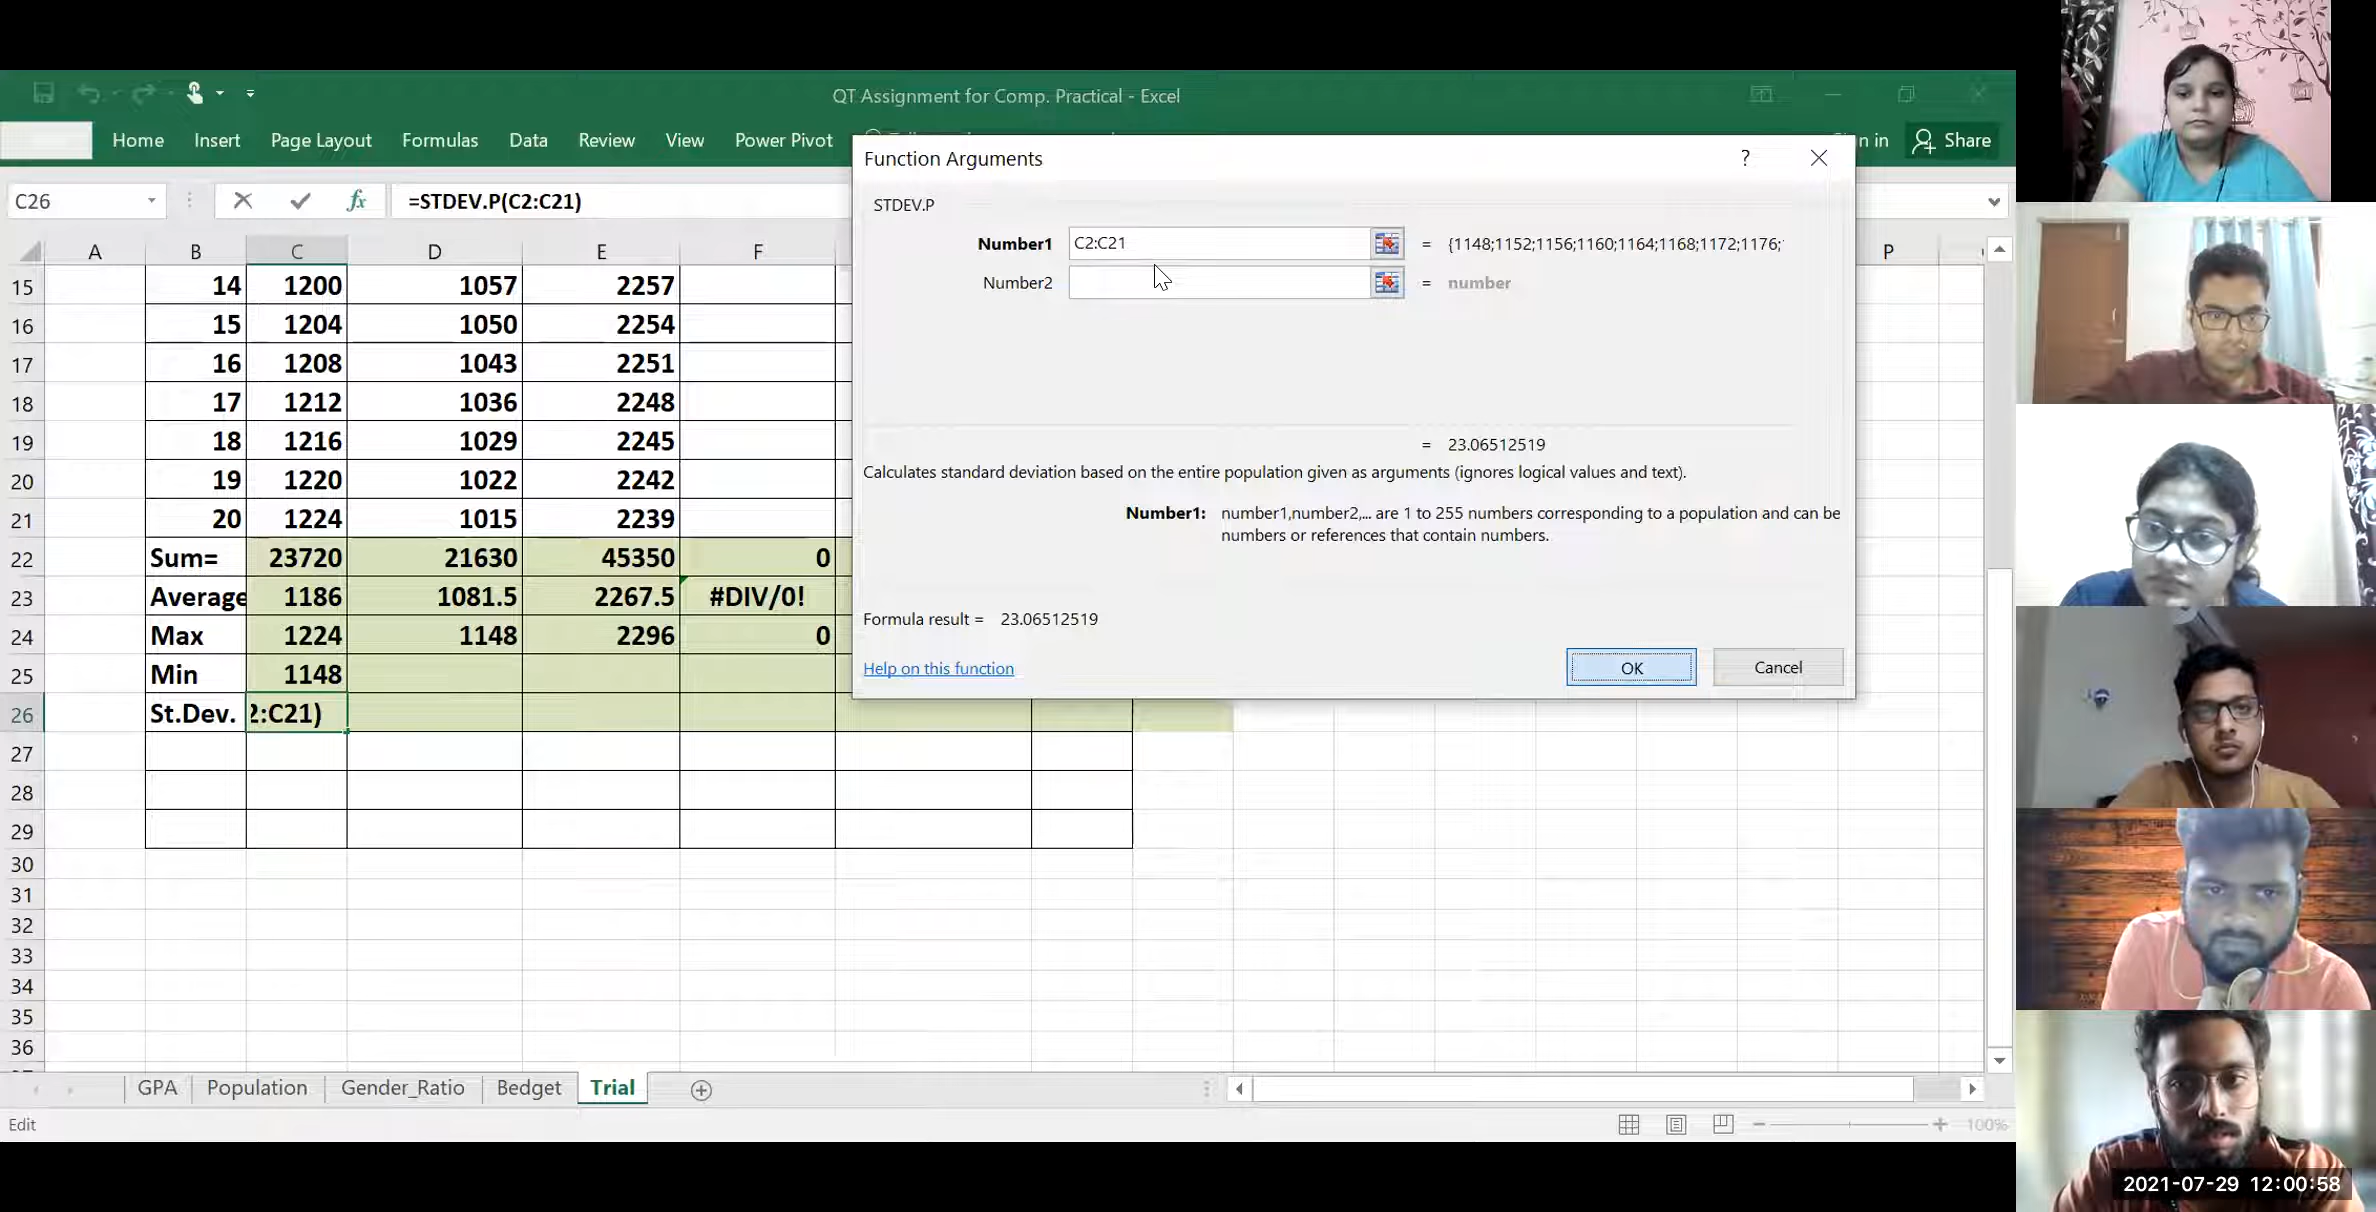 QT Assignment for Comp. Practical - Excel
Home Insert Page Layout Formulas Data Review View Power Pivot
in in Share
C26 fx =STDEV.P(C2:C21)
Function Arguments ?
STDEV.P
Number1 C2:C21 = {1148;1152;1156;1160;1164;1168;1172;1176;
Number2 = number
= 23.06512519
Calculates standard deviation based on the entire population given as arguments (ignores logical values and text).
Number1: number1,number2,... are 1 to 255 numbers corresponding to a population and can be
numbers or references that contain numbers.
Formula result = 23.06512519
Help on this function OK Cancel
A B C D E F P
15 14 1200 1057 2257
16 15 1204 1050 2254
17 16 1208 1043 2251
18 17 1212 1036 2248
19 18 1216 1029 2245
20 19 1220 1022 2242
21 20 1224 1015 2239
22 Sum= 23720 21630 45350 0
23 Average 1186 1081.5 2267.5 #DIV/0!
24 Max 1224 1148 2296 0
25 Min 1148
26 St.Dev. 2:C21)
27
28
29
30
31
32
33
34
35
36
GPA Population Gender_Ratio Bedget Trial
Edit 100%
2021-07-29 12:00:58